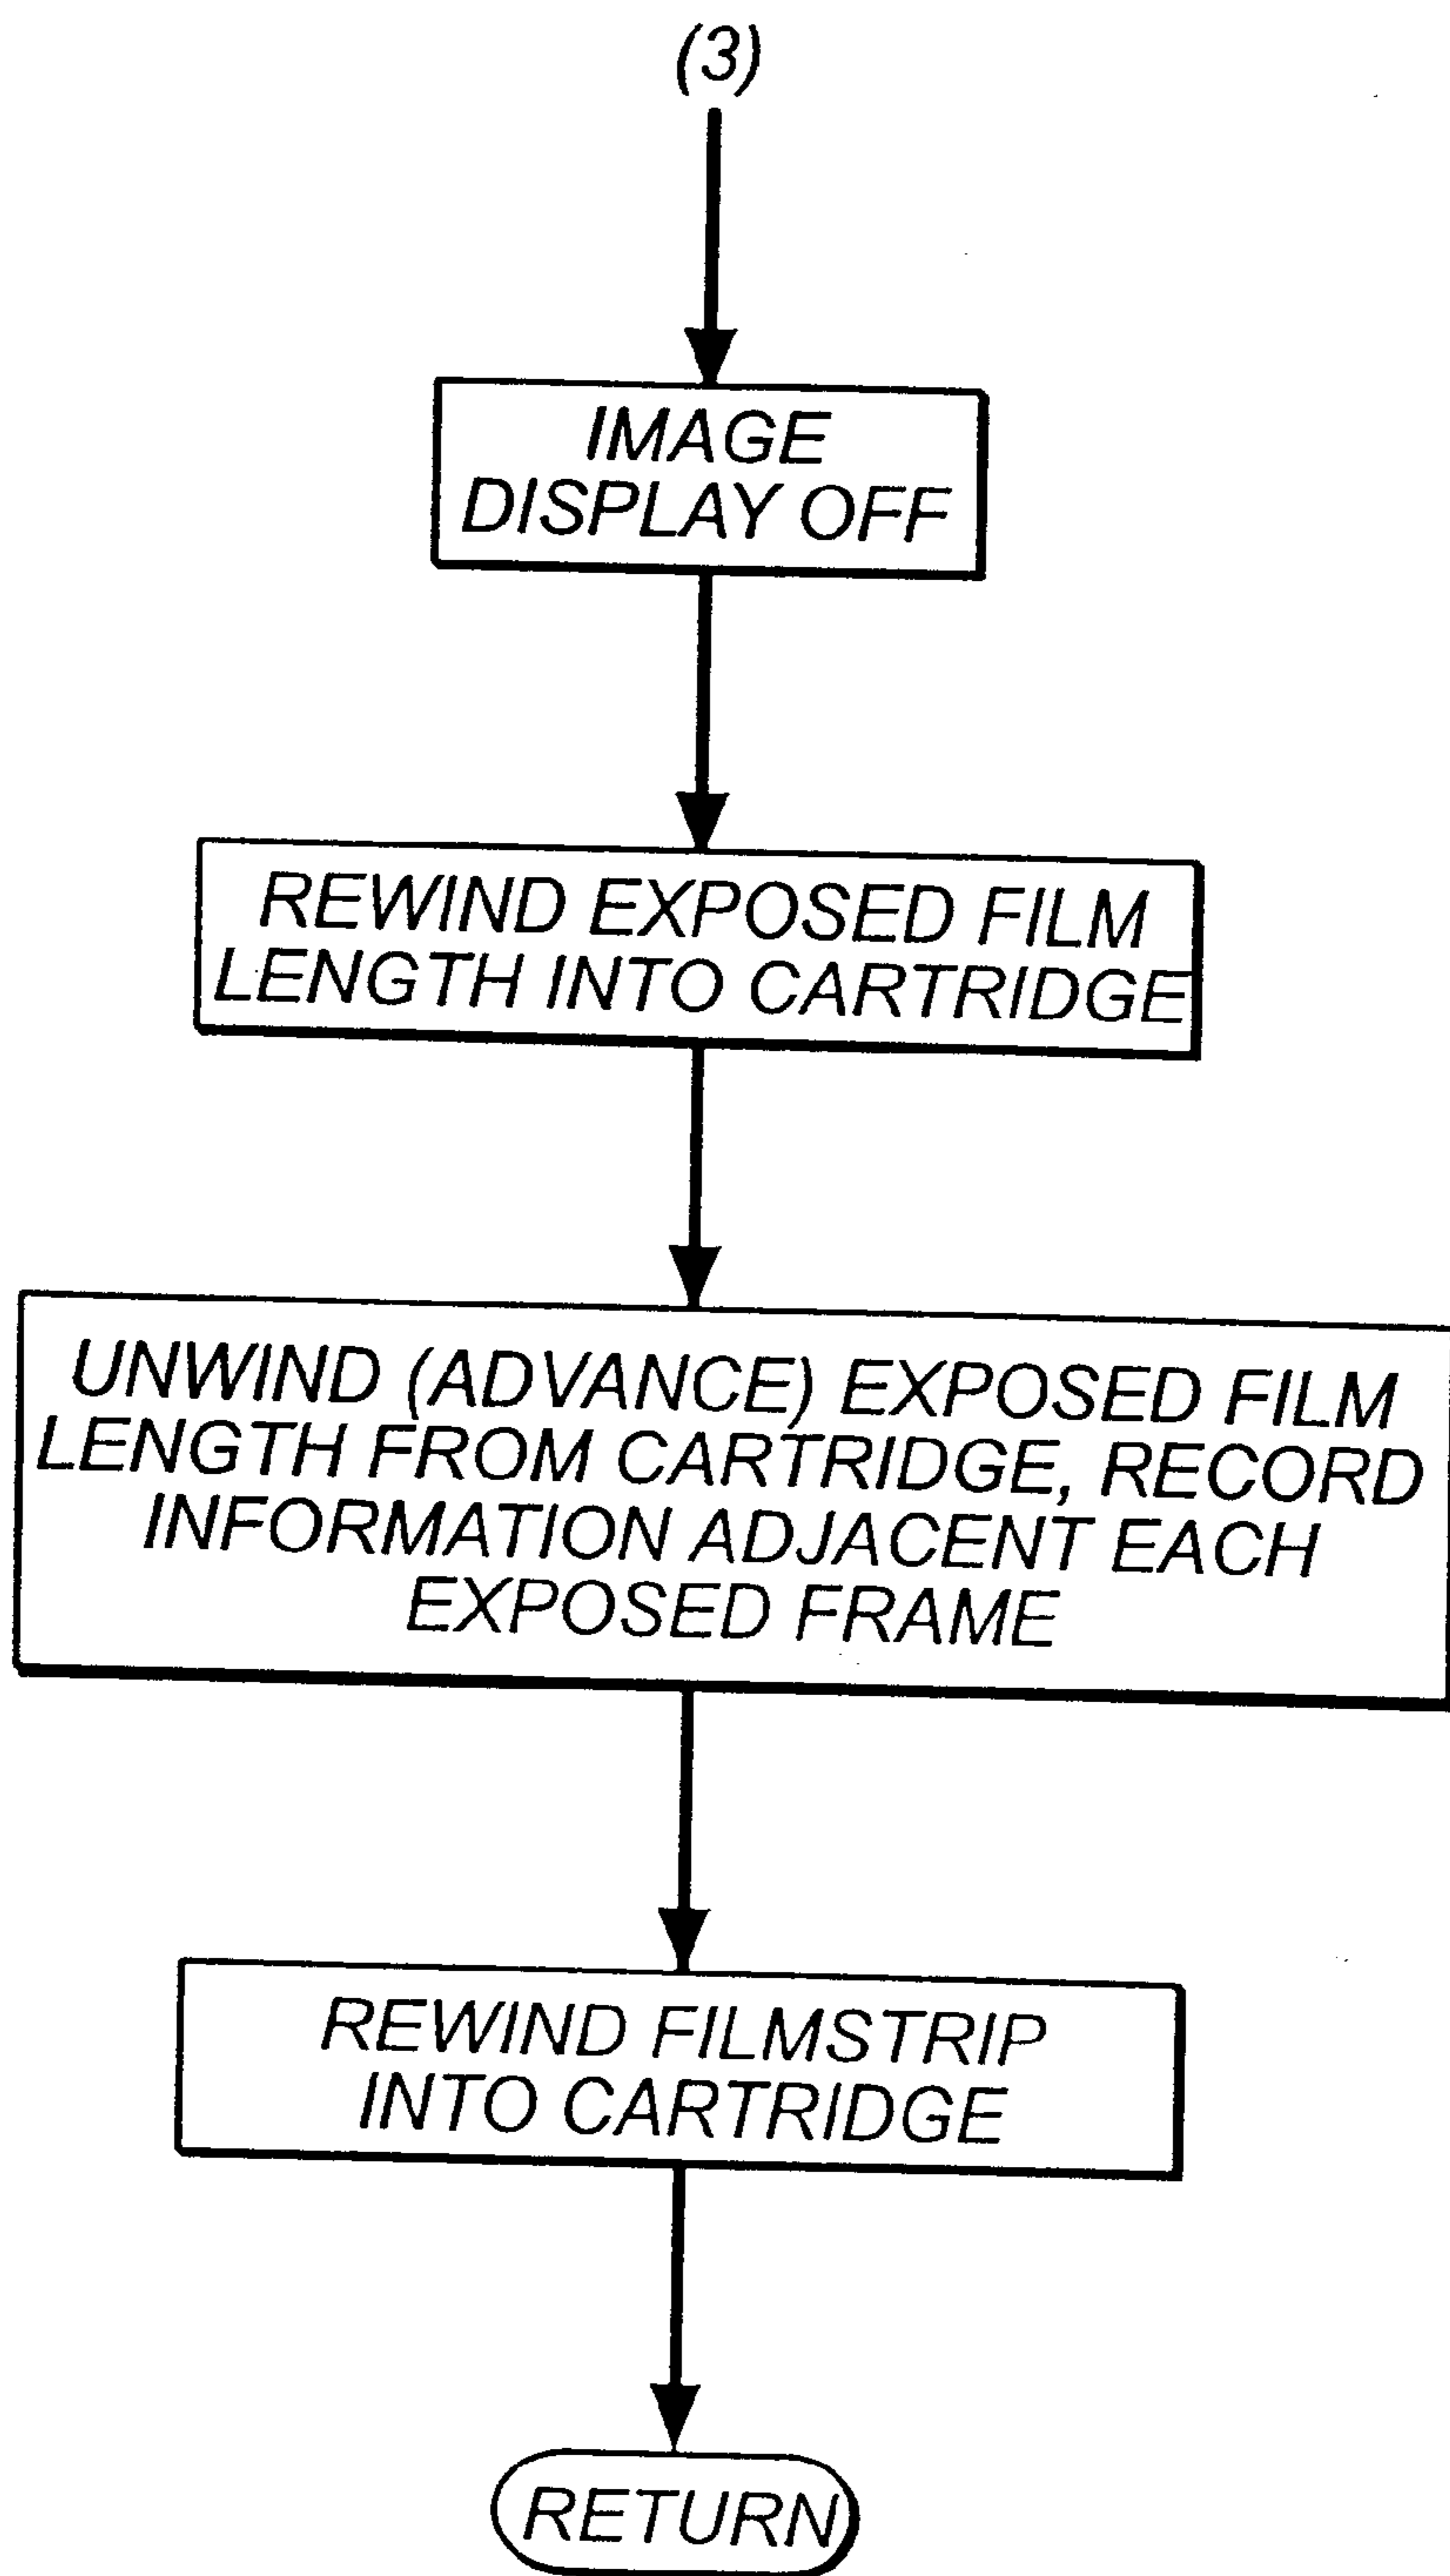 (3)
IMAGE
DISPLAY OFF
REWIND EXPOSED FILM
LENGTH INTO CARTRIDGE
UNWIND (ADVANCE) EXPOSED FILM
LENGTH FROM CARTRIDGE, RECORD
INFORMATION ADJACENT EACH
EXPOSED FRAME
REWIND FILMSTRIP
INTO CARTRIDGE
RETURN